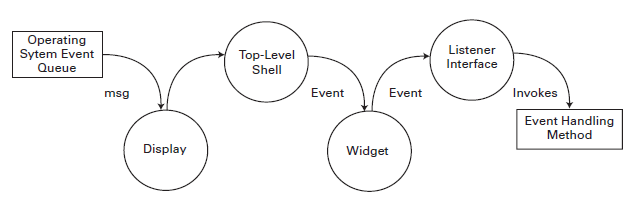 Operating
Sytem Event
Queue
msg
Display
Top-Level
Shell
Event
Widget
Event
Listener
Interface
Invokes
Event Handling
Method